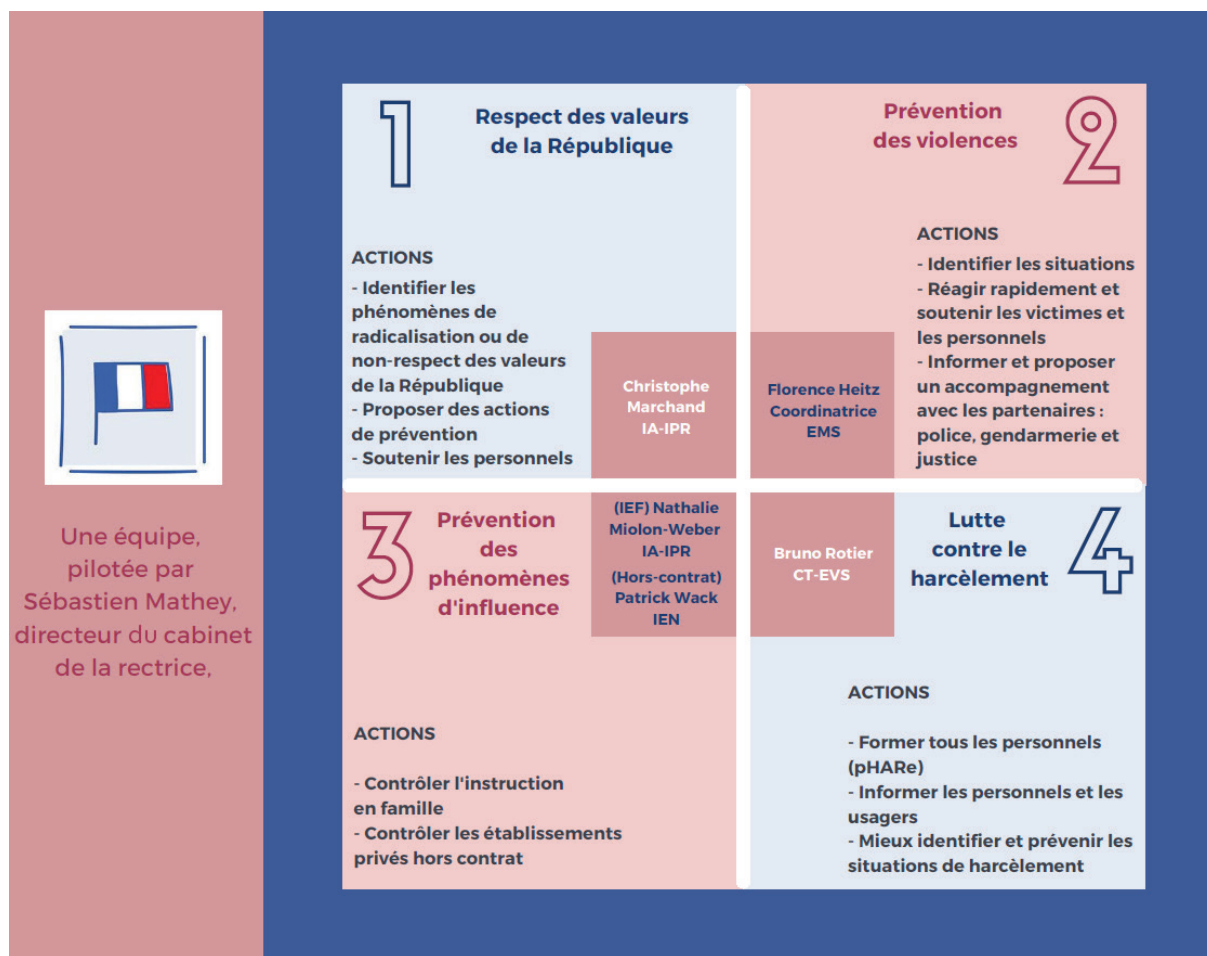 Une équipe,
pilotée par
Sébastien Mathey,
directeur du cabinet
de la rectrice,
1
Respect des valeurs
de la République
ACTIONS
- Identifier les
phénomènes de
radicalisation ou de
non-respect des valeurs
de la République
- Proposer des actions
de prévention
- Soutenir les personnels
Christophe
Marchand
IA-IPR
Prévention
des violences
2
ACTIONS
- Identifier les situations
- Réagir rapidement et
soutenir les victimes et
les personnels
- Informer et proposer
un accompagnement
avec les partenaires :
police, gendarmerie et
justice
Florence Heitz
Coordinatrice
EMS
3
Prévention
des
phénomènes
d'influence
(IEF) Nathalie
Miolon-Weber
IA-IPR
(Hors-contrat)
Patrick Wack
IEN
ACTIONS
- Contrôler l'instruction
en famille
- Contrôler les établissements
privés hors contrat
Bruno Rotier
CT-EVS
Lutte
contre le
harcèlement
4
ACTIONS
- Former tous les personnels
(pHARe)
- Informer les personnels et les
usagers
- Mieux identifier et prévenir les
situations de harcèlement